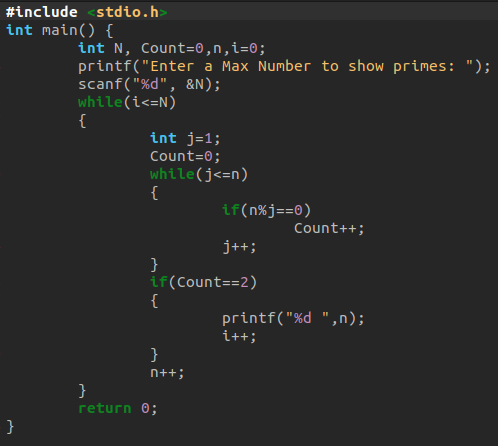 #include <stdio.h>
int main() {
        int N, Count=0,n,i=0;
        printf("Enter a Max Number to show primes: ");
        scanf("%d", &N);
        while(i<=N)
        {
                int j=1;
                Count=0;
                while(j<=n)
                {
                        if(n%j==0)
                                Count++;
                        j++;
                }
                if(Count==2)
                {
                        printf("%d ",n);
                        i++;
                }
                n++;
        }
        return 0;
}